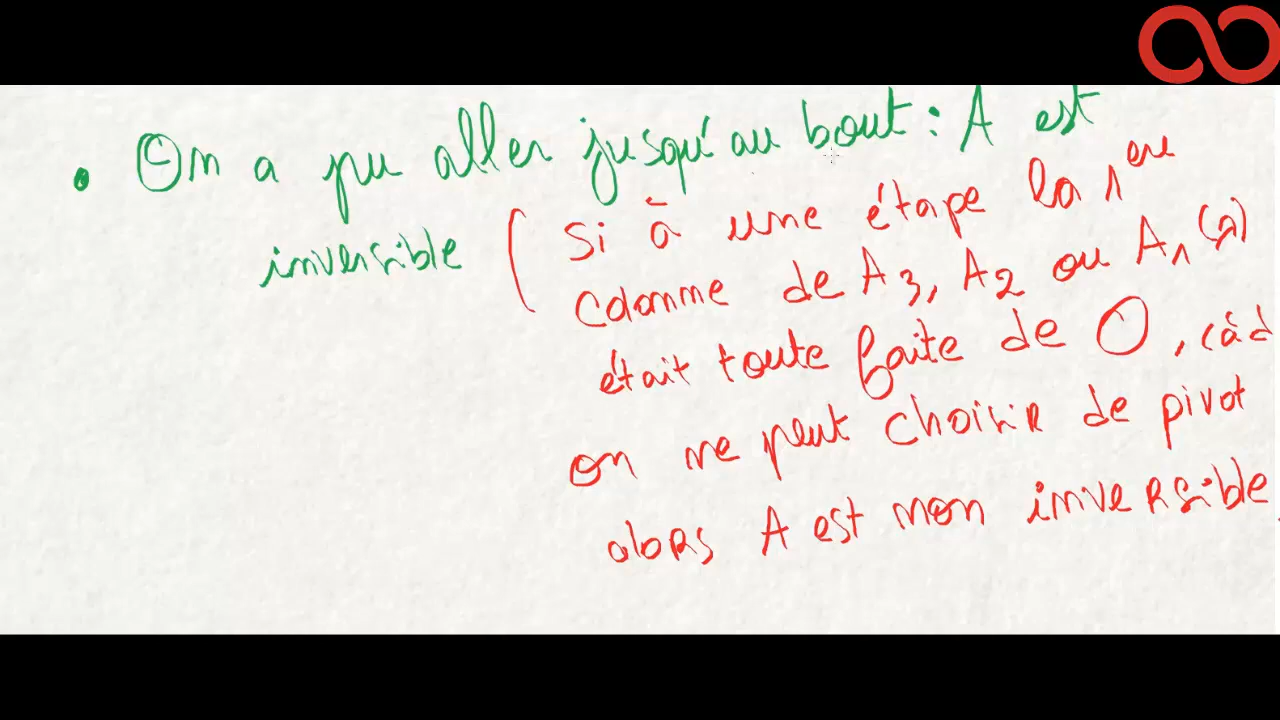 • On a pu aller jusqu'au bout : A est
inversible ( Si à une étape la 1ère
colonne de A3, A2 ou A1 (2)
était toute faite de 0, càd
on ne peut choisir de pivot
alors A est non inversible.